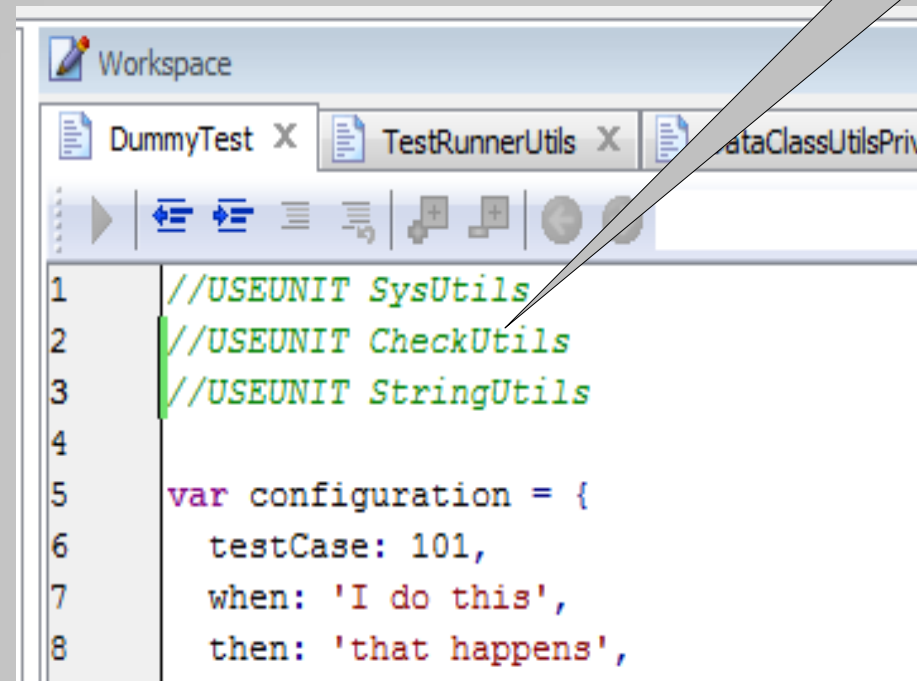 Workspace
DummyTest X TestRunnerUtils X DataClassUtilsPriv
1 //USEUNIT SysUtils
2 //USEUNIT CheckUtils
3 //USEUNIT StringUtils
4
5 var configuration = {
6 testCase: 101,
7 when: 'I do this',
8 then: 'that happens',